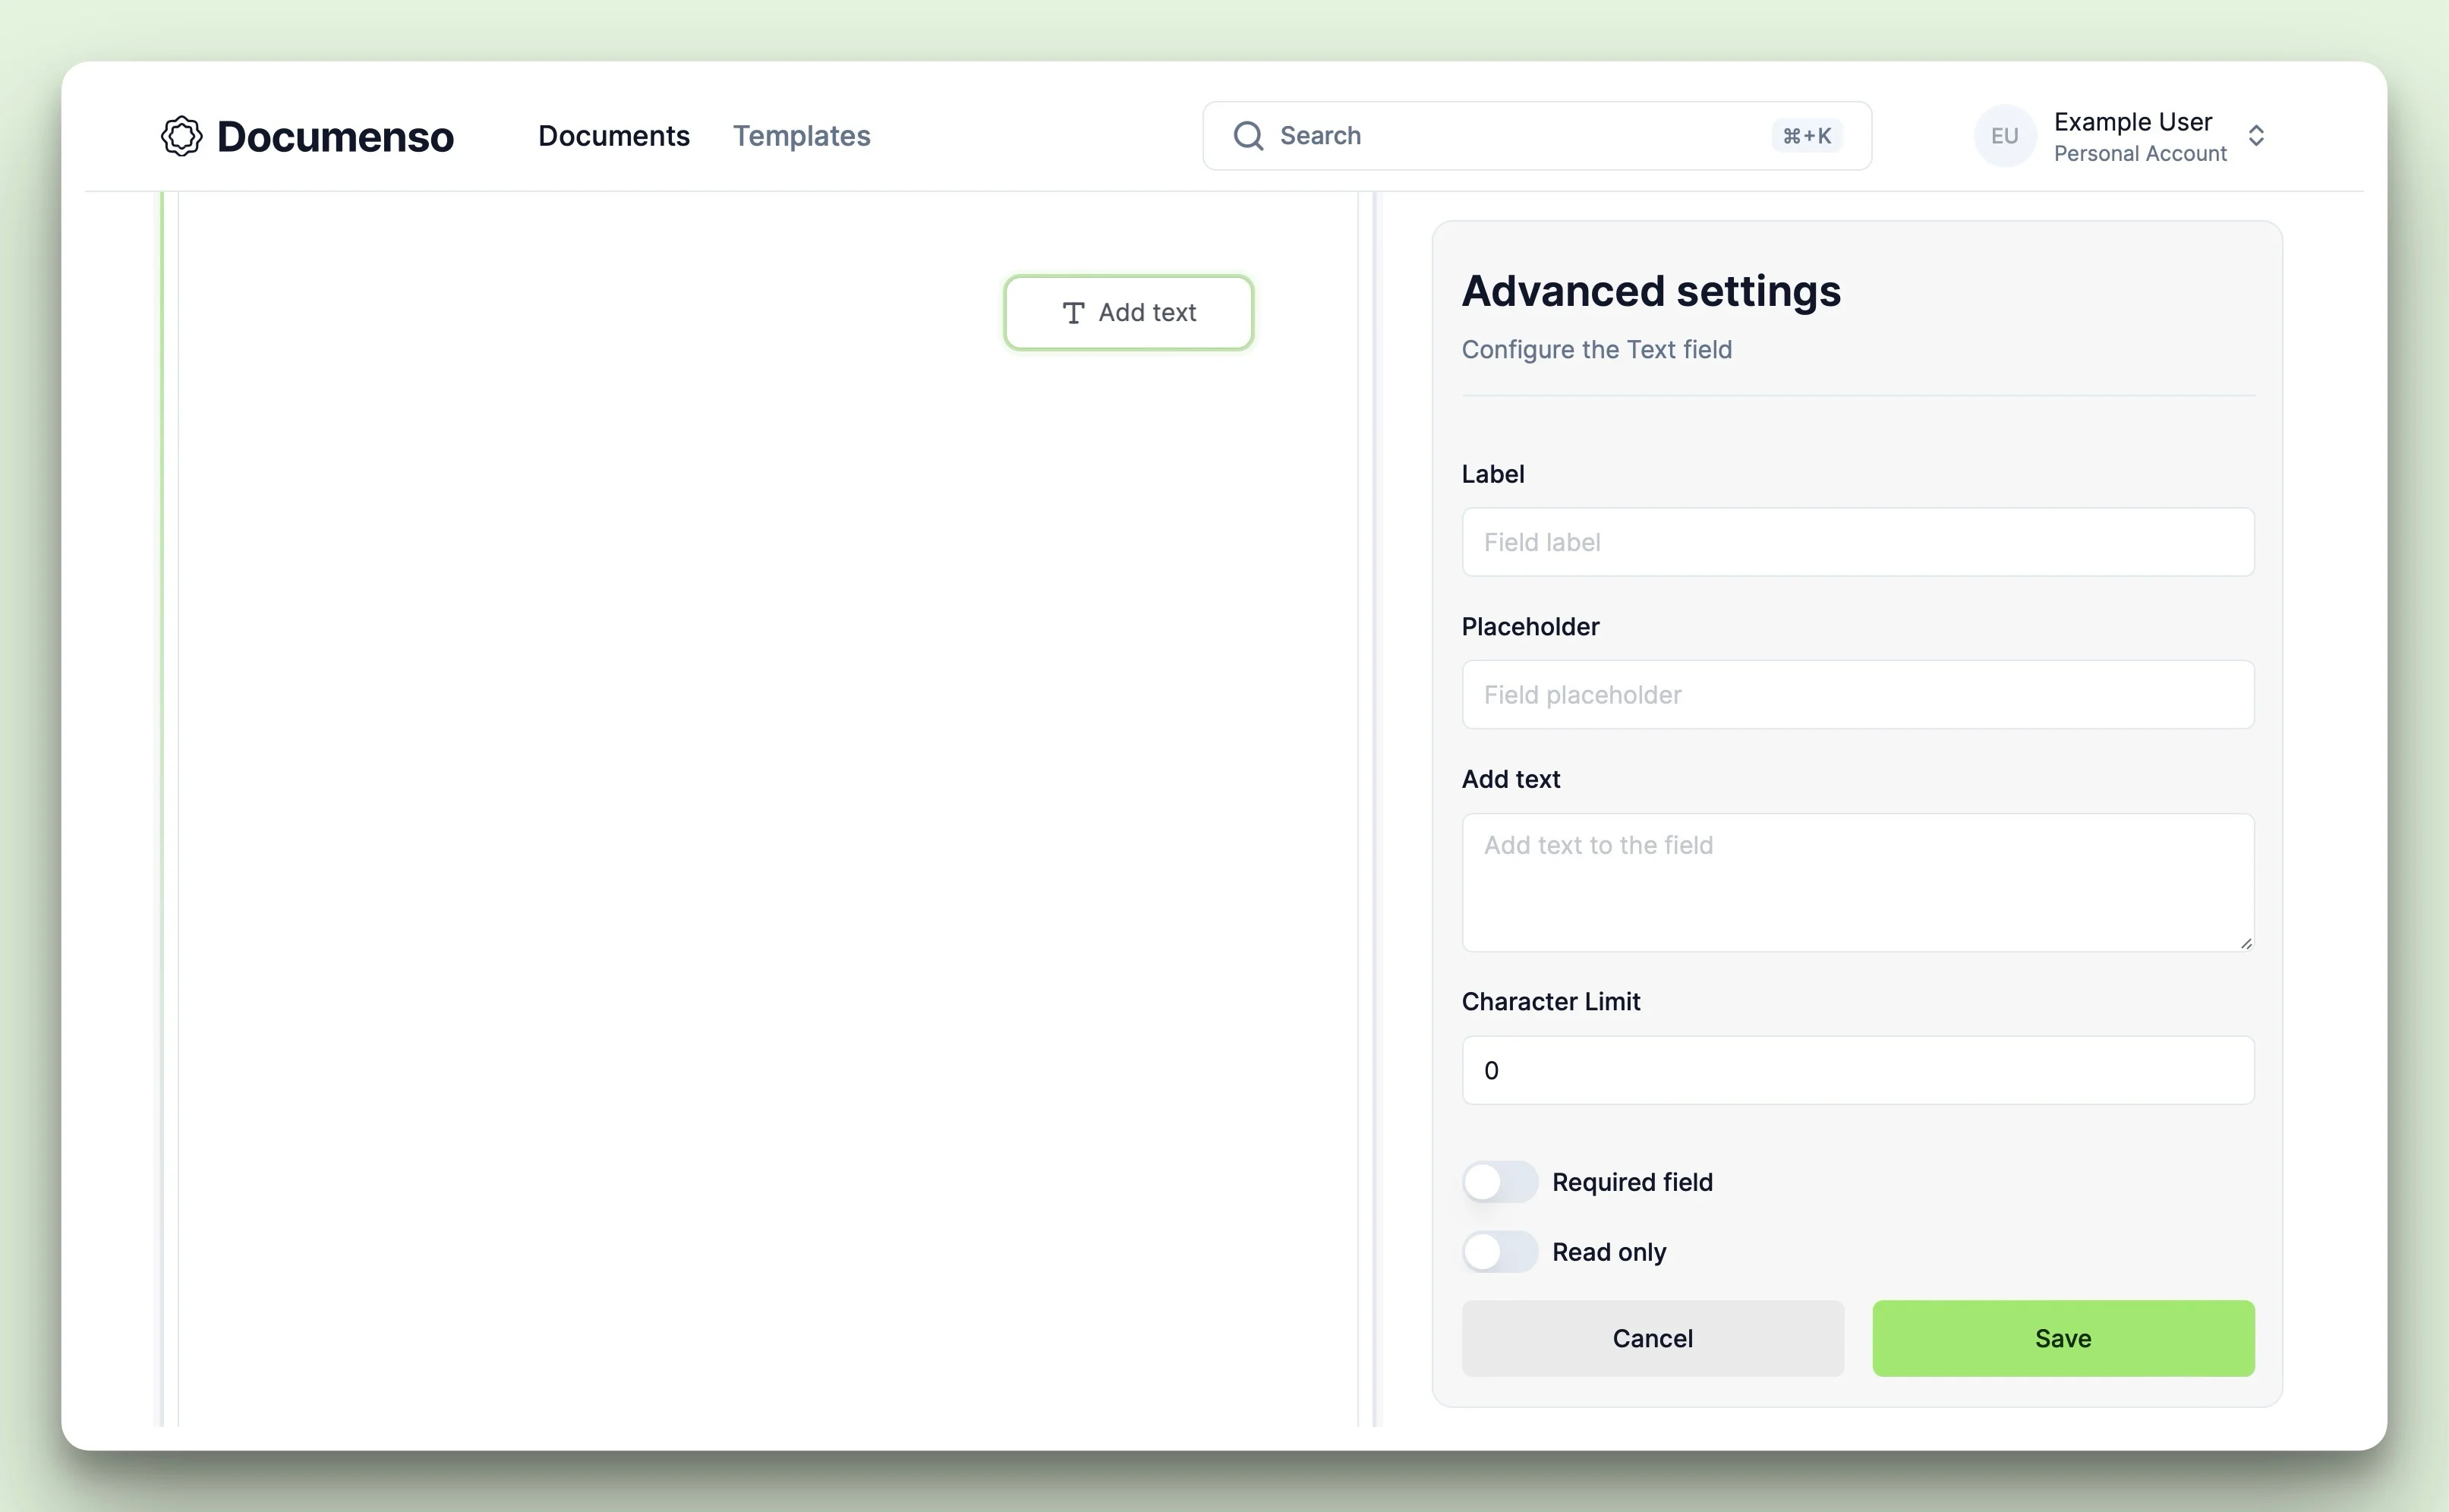 Documenso
Documents
Templates
Search
⌘+K
EU
Example User
Personal Account
Add text
Advanced settings
Configure the Text field
Label
Field label
Placeholder
Field placeholder
Add text
Add text to the field
Character Limit
0
Required field
Read only
Cancel
Save